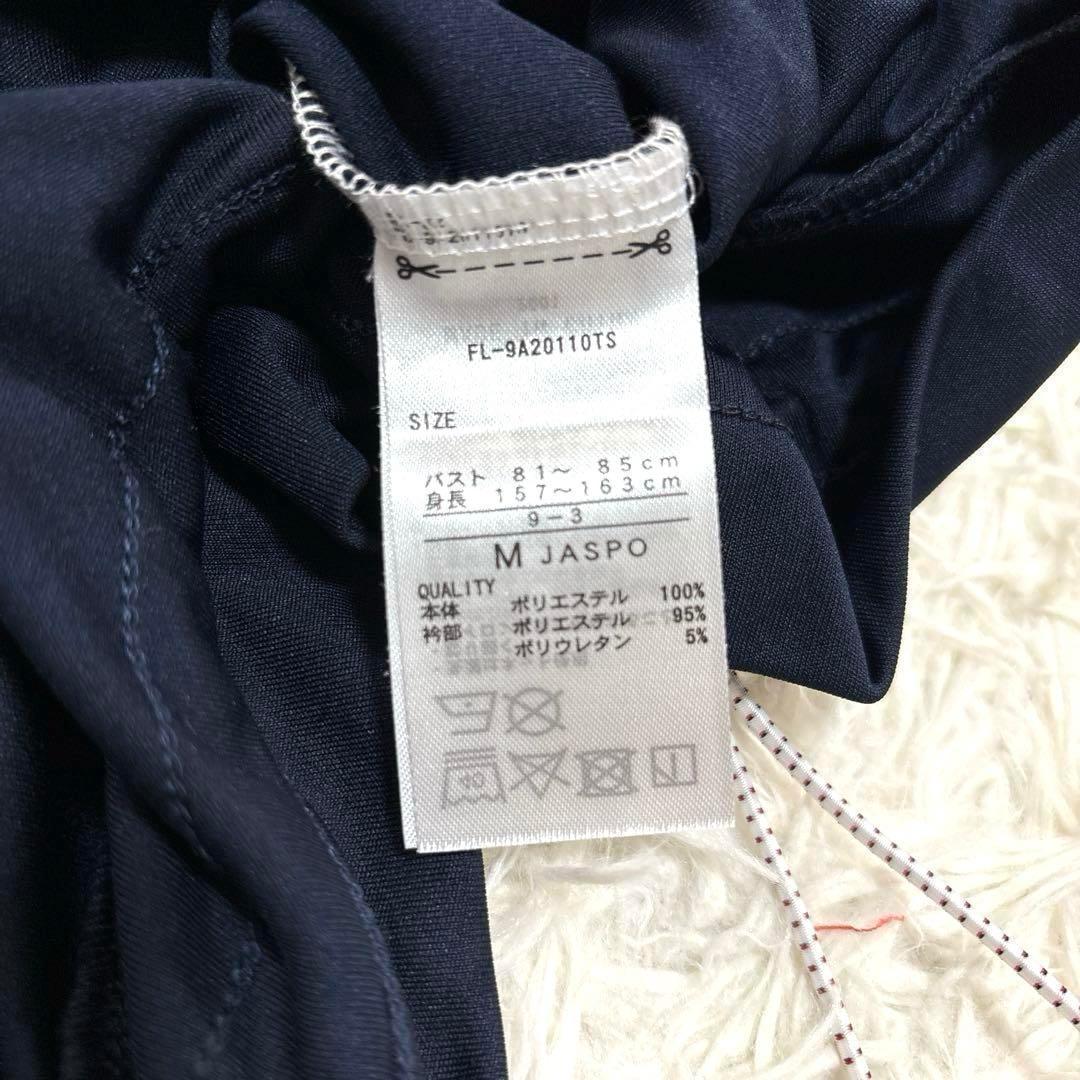 FL-9A20110TS
SIZE
バスト 81〜 85cm
身長 157〜163cm
9-3
M JASPO
QUALITY
本体 ポリエステル 100%
衿部 ポリエステル 95%
ポリウレタン 5%
40